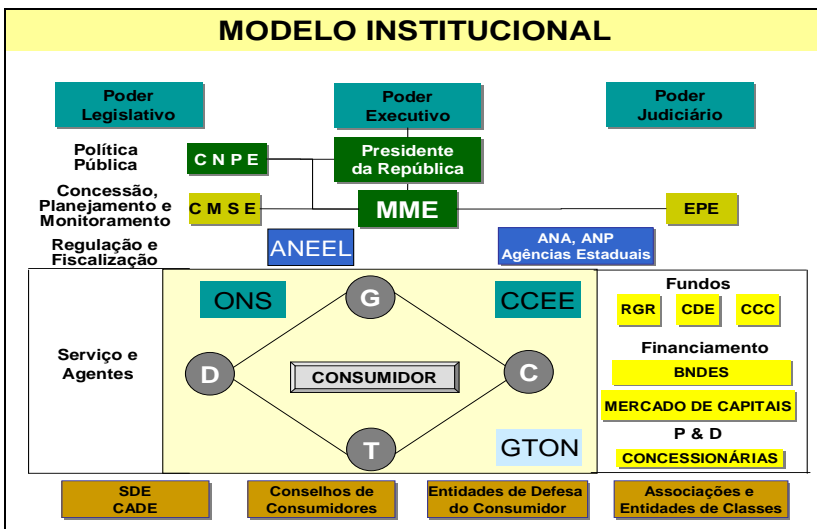 MODELO INSTITUCIONAL
Poder
Legislativo
Poder
Executivo
Poder
Judiciário
Política
Pública
C N P E
Presidente
da República
Concessão,
Planejamento e
Monitoramento
C M S E
MME
EPE
Regulação e
Fiscalização
ANEEL
ANA, ANP
Agências Estaduais
Serviço e
Agentes
ONS
G
CCEE
D
CONSUMIDOR
C
T
GTON
Fundos
RGR
CDE
CCC
Financiamento
BNDES
MERCADO DE CAPITAIS
P & D
CONCESSIONÁRIAS
SDE
CADE
Conselhos de
Consumidores
Entidades de Defesa
do Consumidor
Associações e
Entidades de Classes